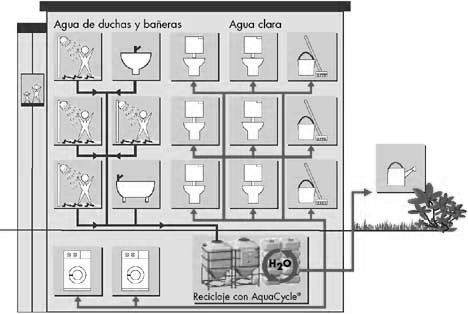 Agua de duchas y bañeras
Agua clara
H2O
Reciclaje con AquaCycle®